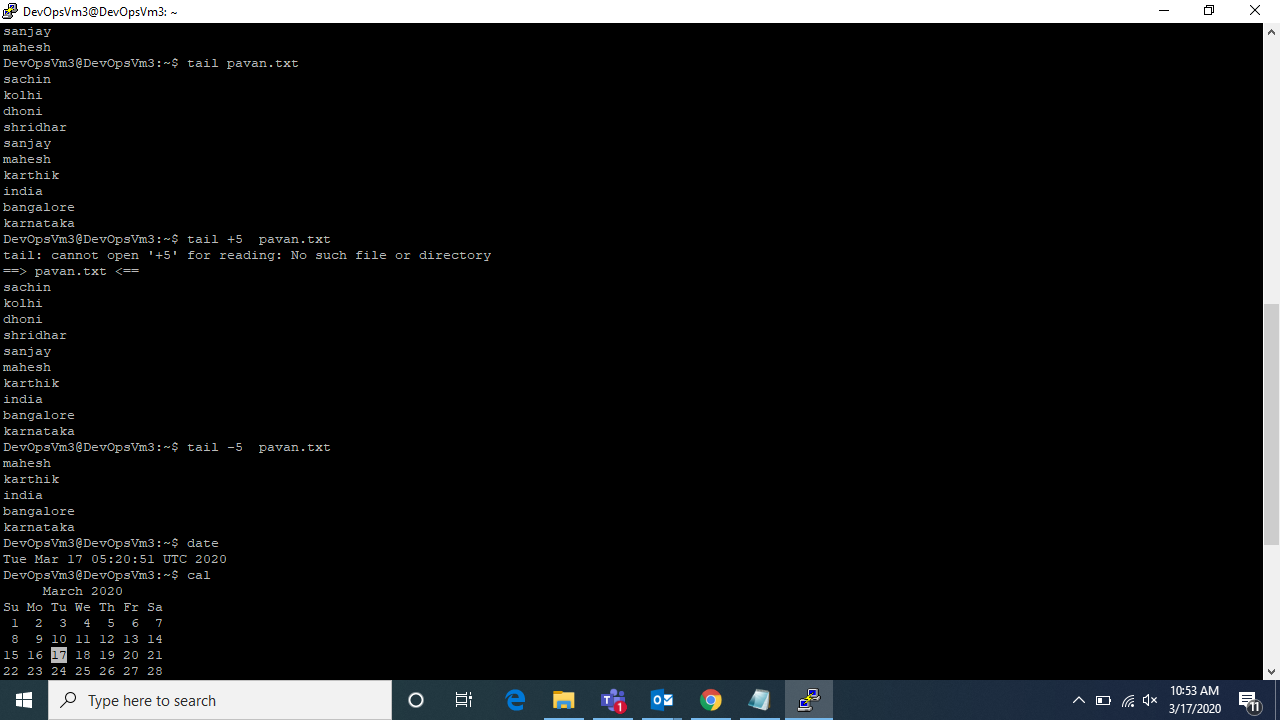 DevOpsVm3@DevOpsVm3: ~
sanjay
mahesh
DevOpsVm3@DevOpsVm3:~$ tail pavan.txt
sachin
kolhi
dhoni
shridhar
sanjay
mahesh
karthik
india
bangalore
karnataka
DevOpsVm3@DevOpsVm3:~$ tail +5  pavan.txt
tail: cannot open '+5' for reading: No such file or directory
==> pavan.txt <==
sachin
kolhi
dhoni
shridhar
sanjay
mahesh
karthik
india
bangalore
karnataka
DevOpsVm3@DevOpsVm3:~$ tail -5  pavan.txt
mahesh
karthik
india
bangalore
karnataka
DevOpsVm3@DevOpsVm3:~$ date
Tue Mar 17 05:20:51 UTC 2020
DevOpsVm3@DevOpsVm3:~$ cal
     March 2020
Su Mo Tu We Th Fr Sa
 1  2  3  4  5  6  7
 8  9 10 11 12 13 14
15 16 17 18 19 20 21
22 23 24 25 26 27 28
Type here to search
1
10:53 AM
3/17/2020
11